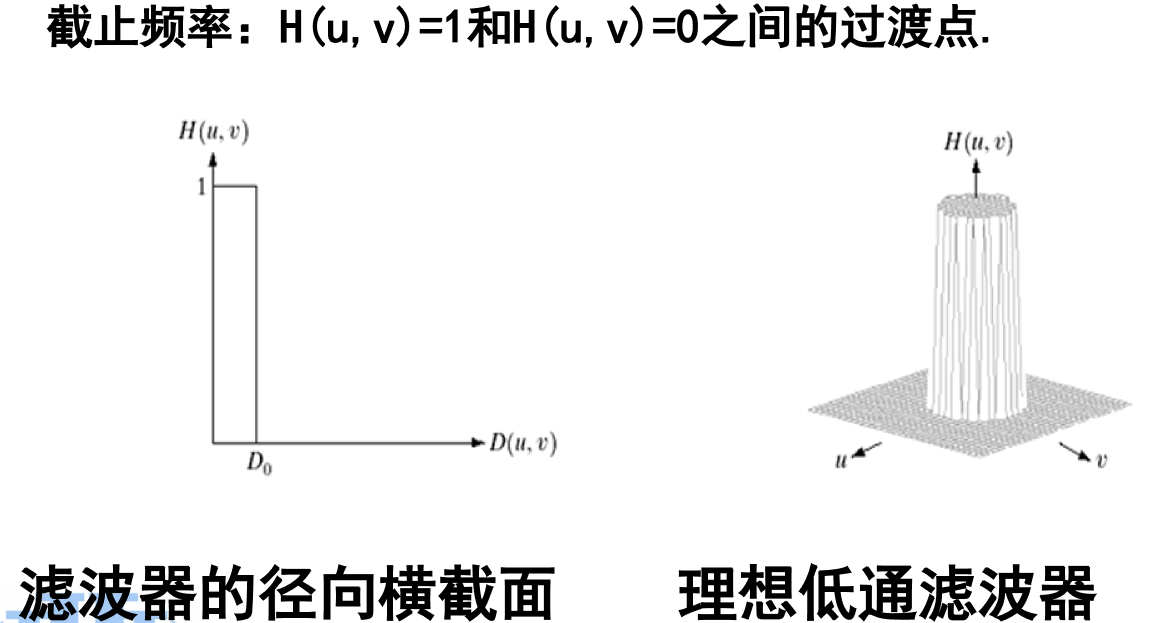 截止频率：H(u,v)=1和H(u,v)=0之间的过渡点.
H(u, v)
1
D(u, v)
D₀
H(u, v)
u
v
滤波器的径向横截面
理想低通滤波器